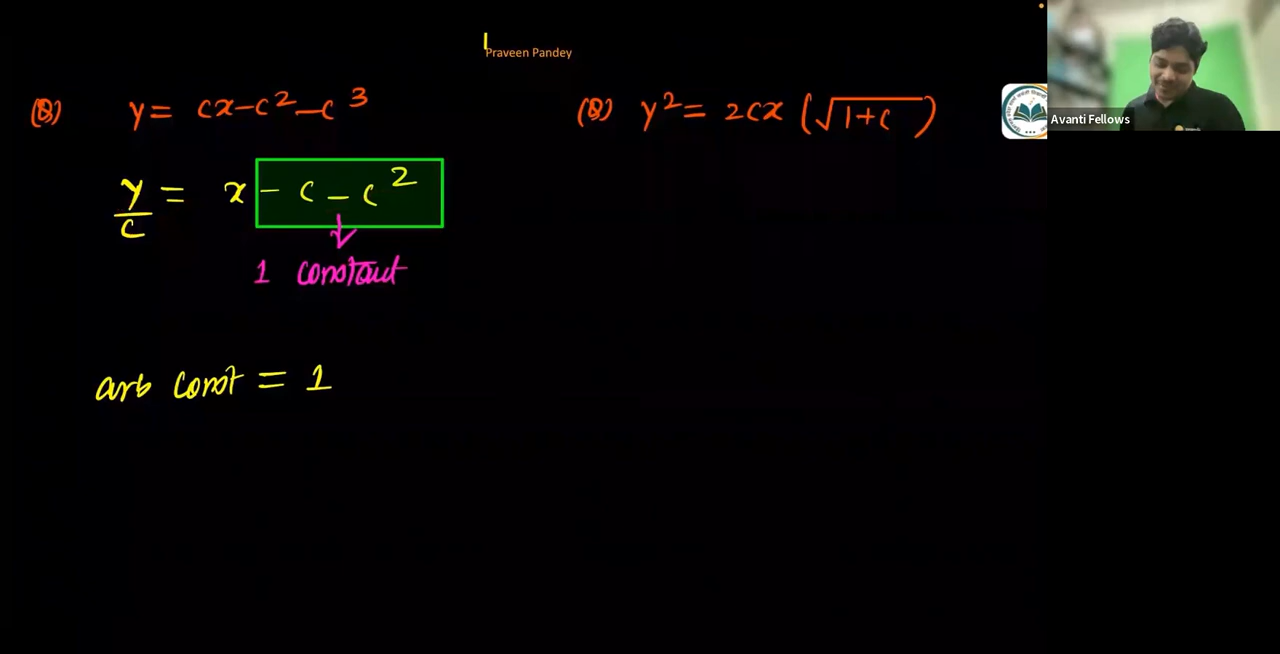 Praveen Pandey
(Q) y = cx-c²-c³
(Q) y² = 2cx (√1+c)
Avanti Fellows
y/c = x - c - c²
1 constant
arb const = 1